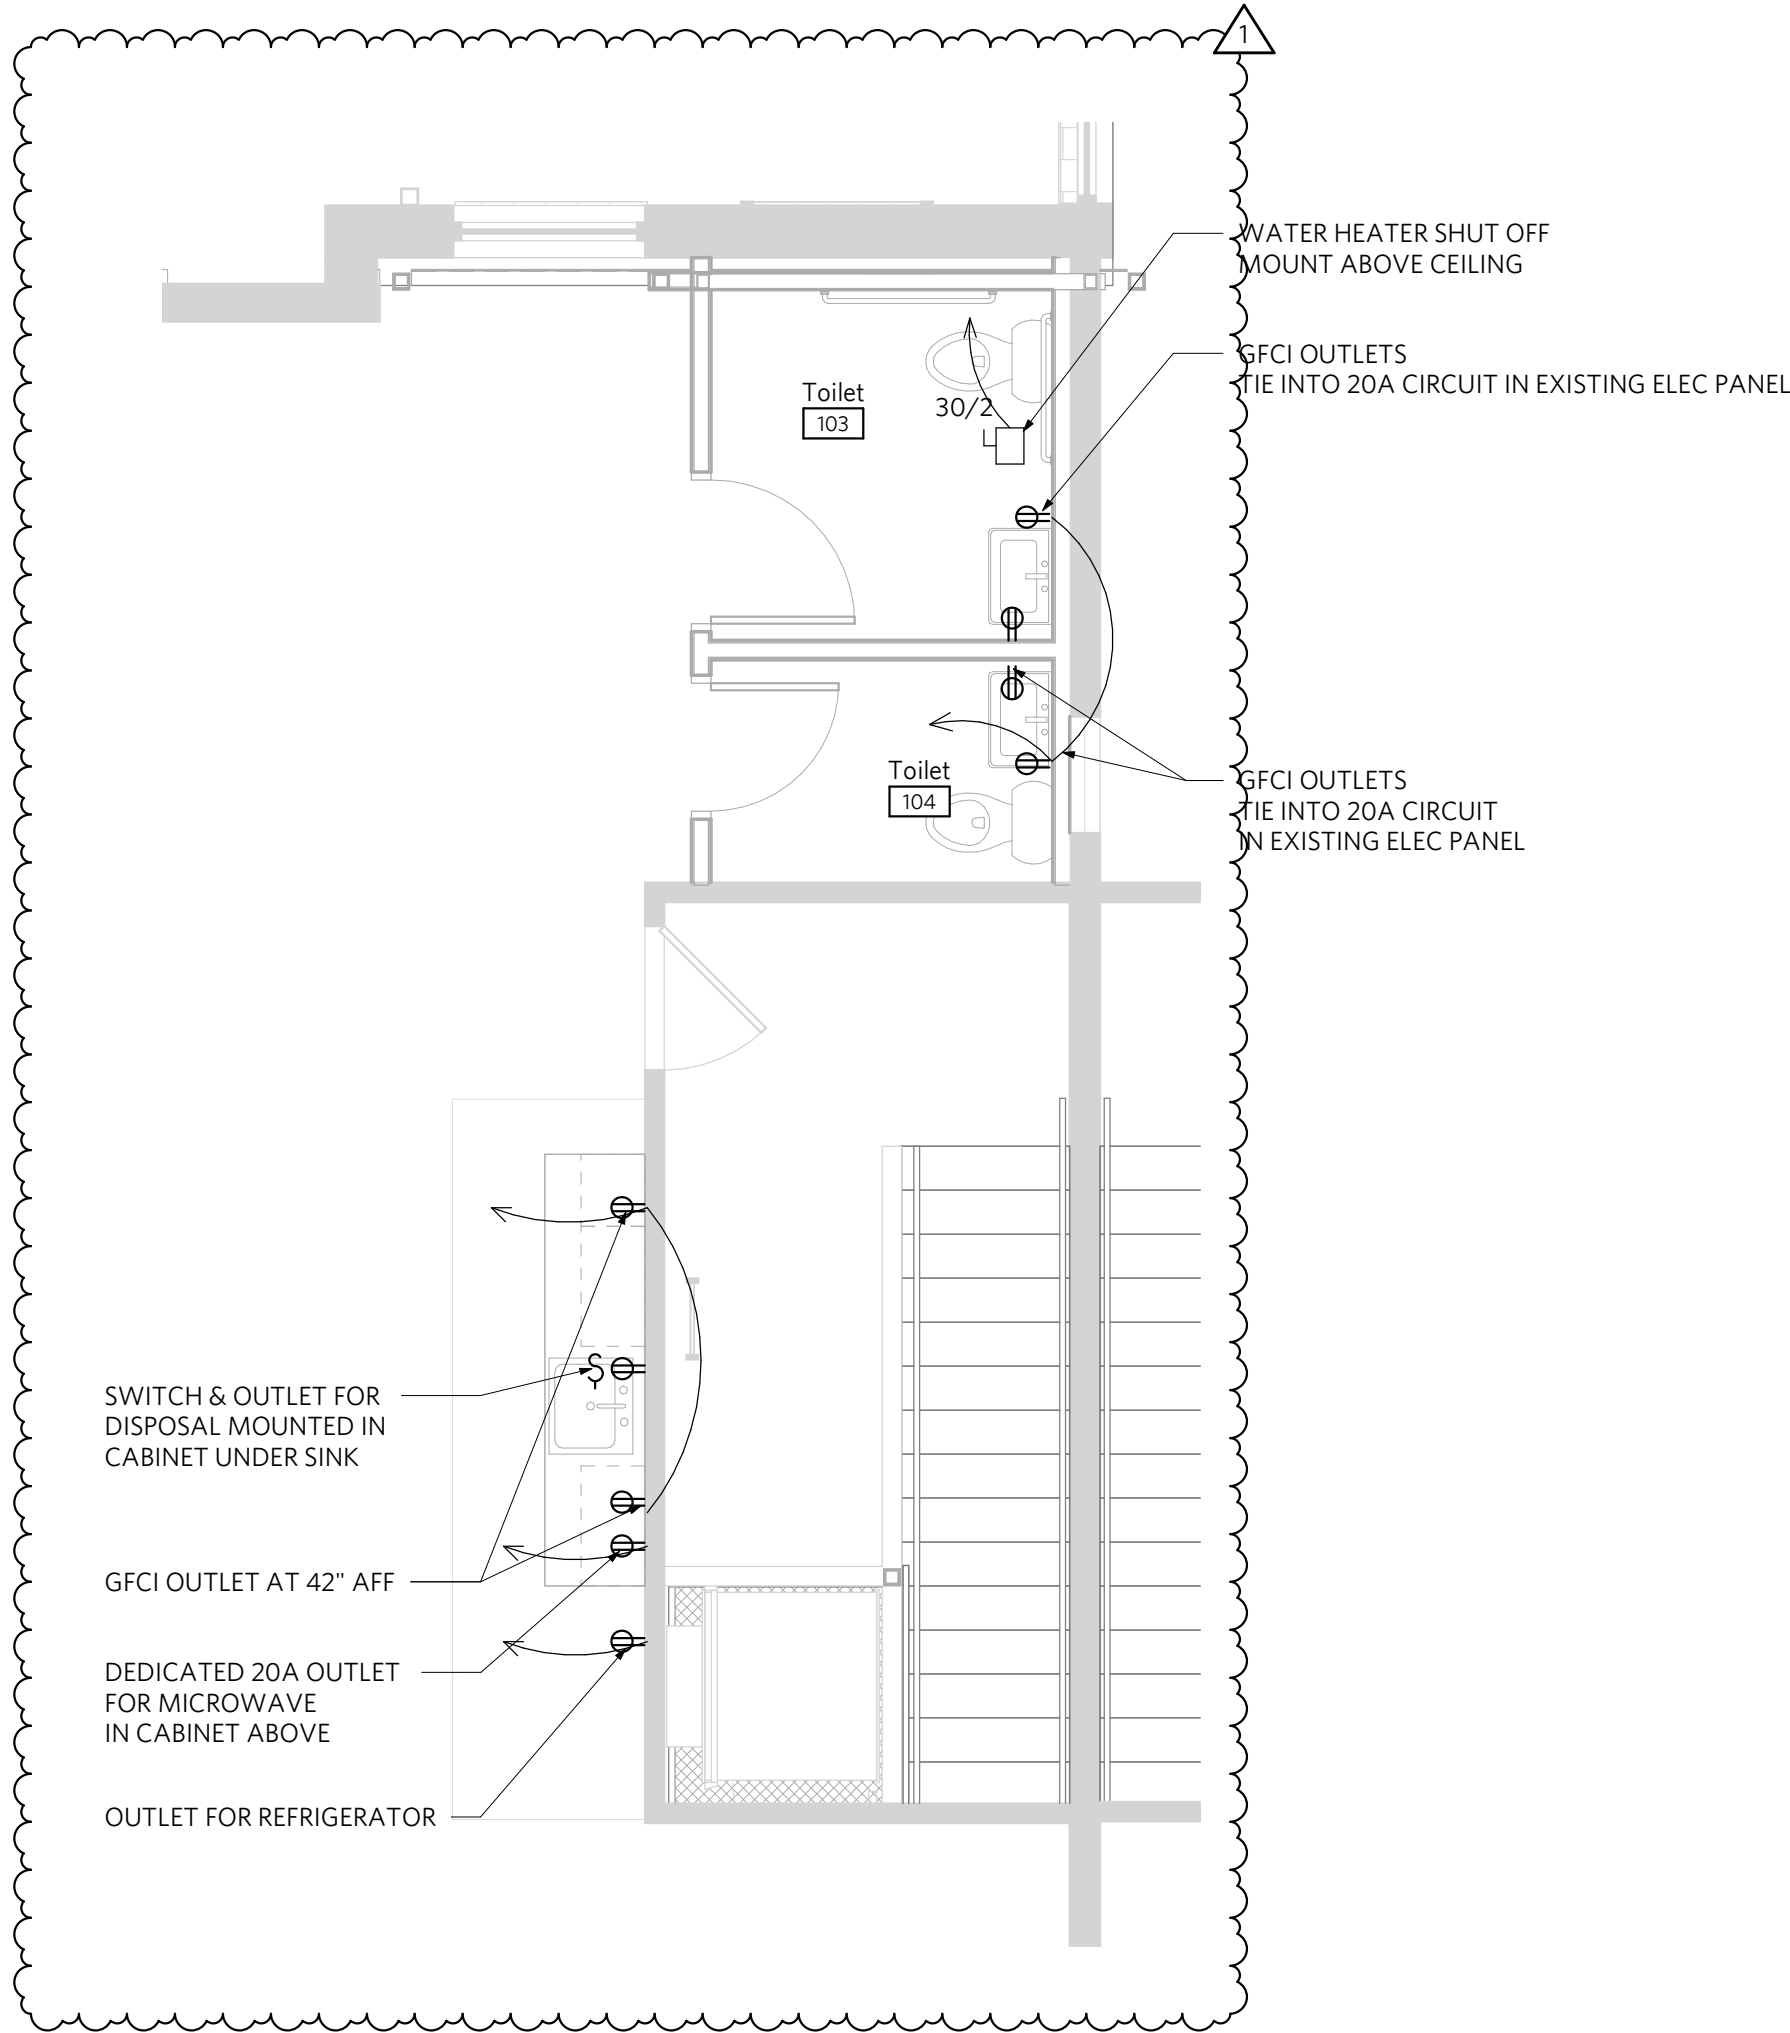 1
WATER HEATER SHUT OFF
MOUNT ABOVE CEILING
GFCI OUTLETS
TIE INTO 20A CIRCUIT IN EXISTING ELEC PANEL
Toilet
103
30/2
Toilet
104
GFCI OUTLETS
TIE INTO 20A CIRCUIT
IN EXISTING ELEC PANEL
SWITCH & OUTLET FOR
DISPOSAL MOUNTED IN
CABINET UNDER SINK
GFCI OUTLET AT 42" AFF
DEDICATED 20A OUTLET
FOR MICROWAVE
IN CABINET ABOVE
OUTLET FOR REFRIGERATOR